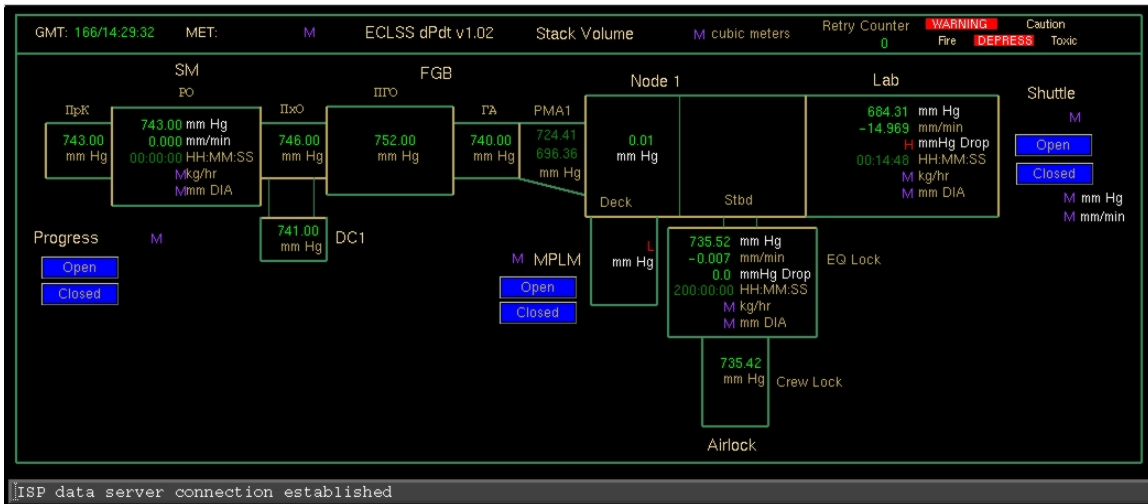 GMT: 166/14:29:32 MET: M ECLSS dPdt v1.02 Stack Volume M cubic meters Retry Counter 0 WARNING Caution
Fire DEPRESS Toxic
SM
РО
ПрК
743.00
mm Hg
743.00 mm Hg
0.000 mm/min
00:00:00 HH:MM:SS
M kg/hr
M mm DIA
ПхО
746.00
mm Hg
FGB
ПГО
752.00
mm Hg
ГА
740.00
mm Hg
PMA1
724.41
696.36
mm Hg
Node 1
0.01
mm Hg
Deck
Stbd
Lab
684.31 mm Hg
-14.969 mm/min
H mmHg Drop
00:14:48 HH:MM:SS
M kg/hr
M mm DIA
Shuttle
M
Open
Closed
M mm Hg
M mm/min
741.00
mm Hg
DC1
Progress M
Open
Closed
M MPLM
Open
Closed
L
mm Hg
735.52 mm Hg
-0.007 mm/min
0.0 mmHg Drop
200:00:00 HH:MM:SS
M kg/hr
M mm DIA
EQ Lock
735.42
mm Hg
Crew Lock
Airlock
ISP data server connection established